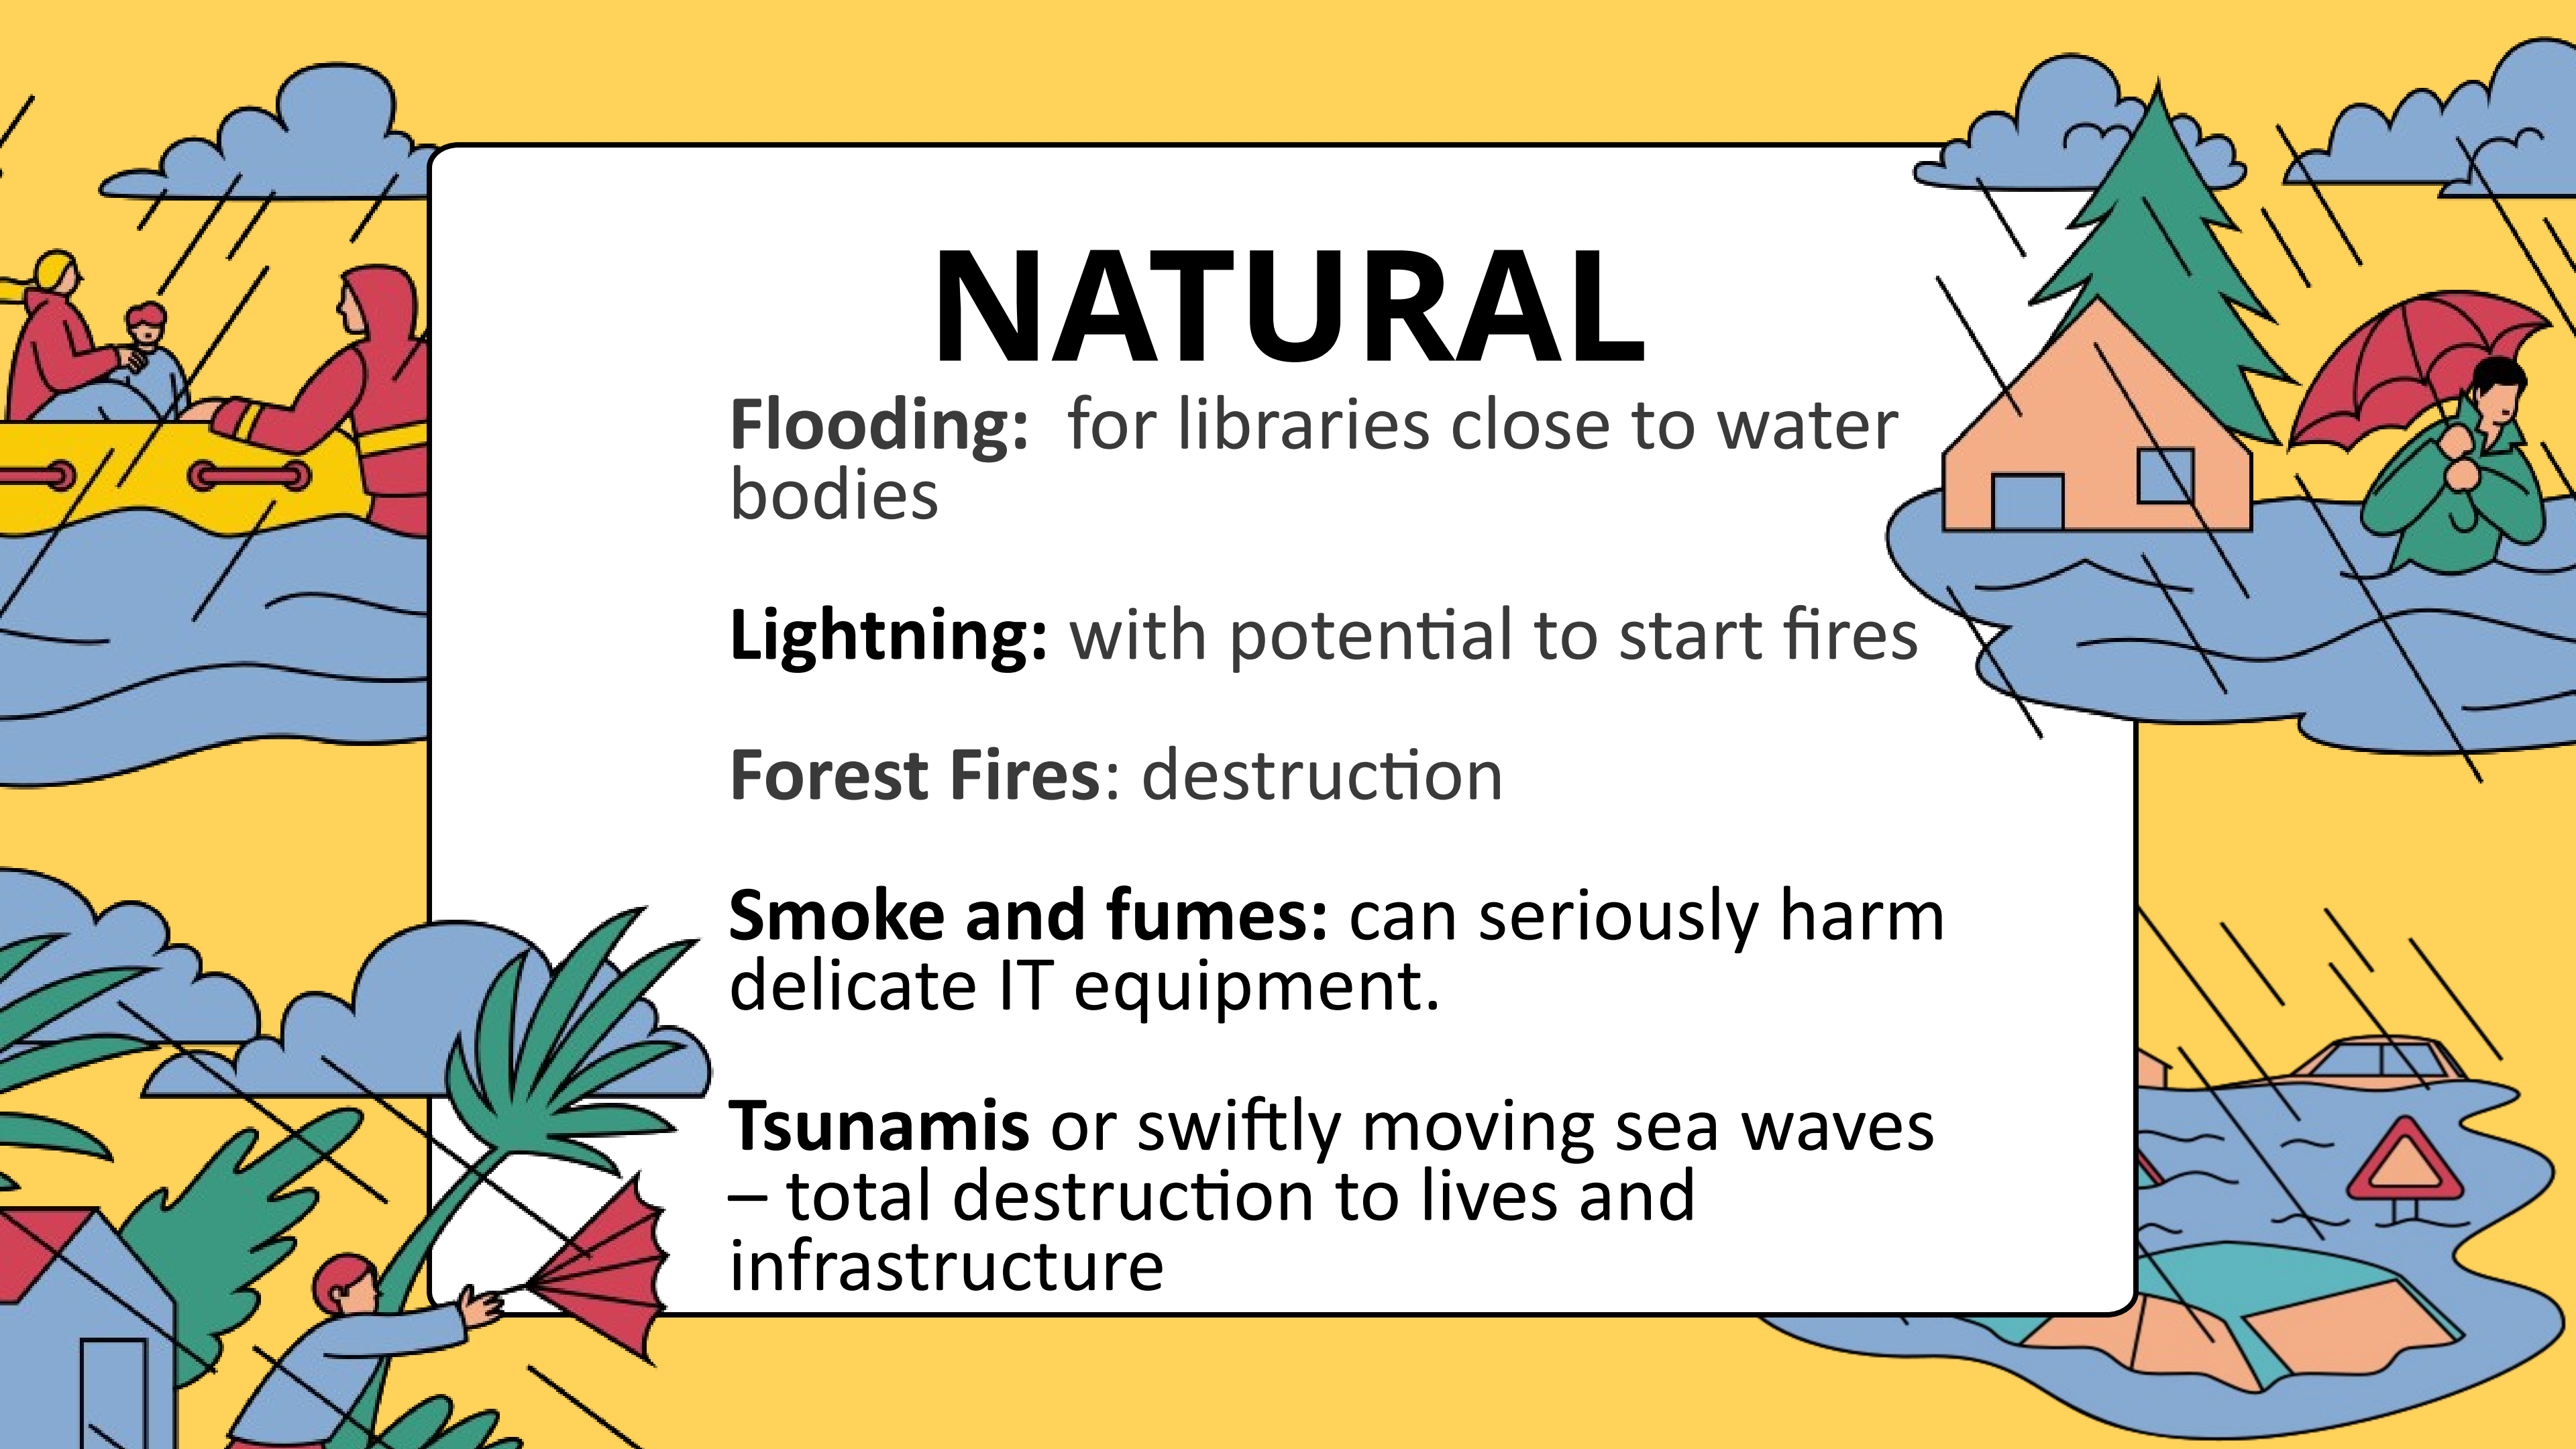 NATURAL
Flooding:  for libraries close to water
bodies
Lightning: with potential to start fires
Forest Fires: destruction
Smoke and fumes: can seriously harm
delicate IT equipment.
Tsunamis or swiftly moving sea waves
– total destruction to lives and
infrastructure